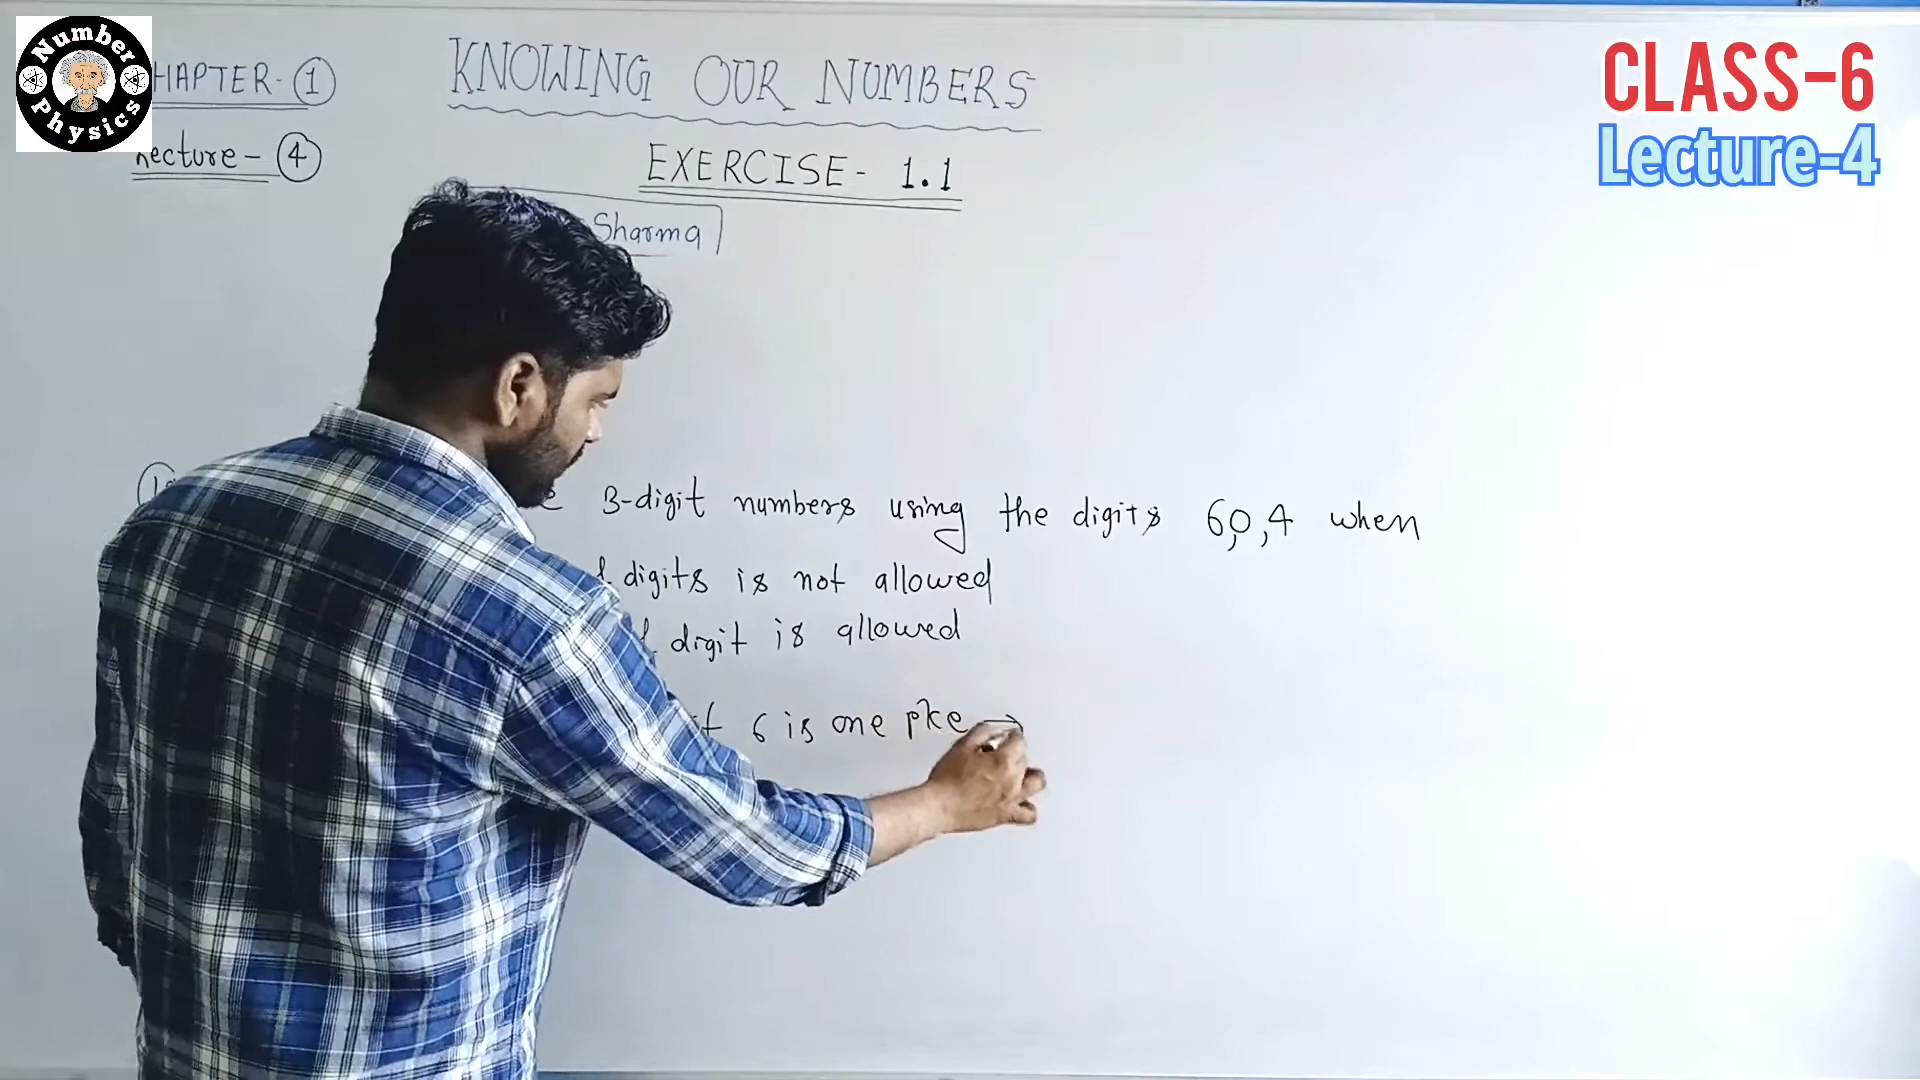 Number Physics
HAPTER- 1
Lecture- 4
KNOWING OUR NUMBERS
EXERCISE- 1.1
Sharma
CLASS-6
Lecture-4
3-digit numbers using the digits 6,0,4 when
digits is not allowed
digit is allowed
6 is one pke →